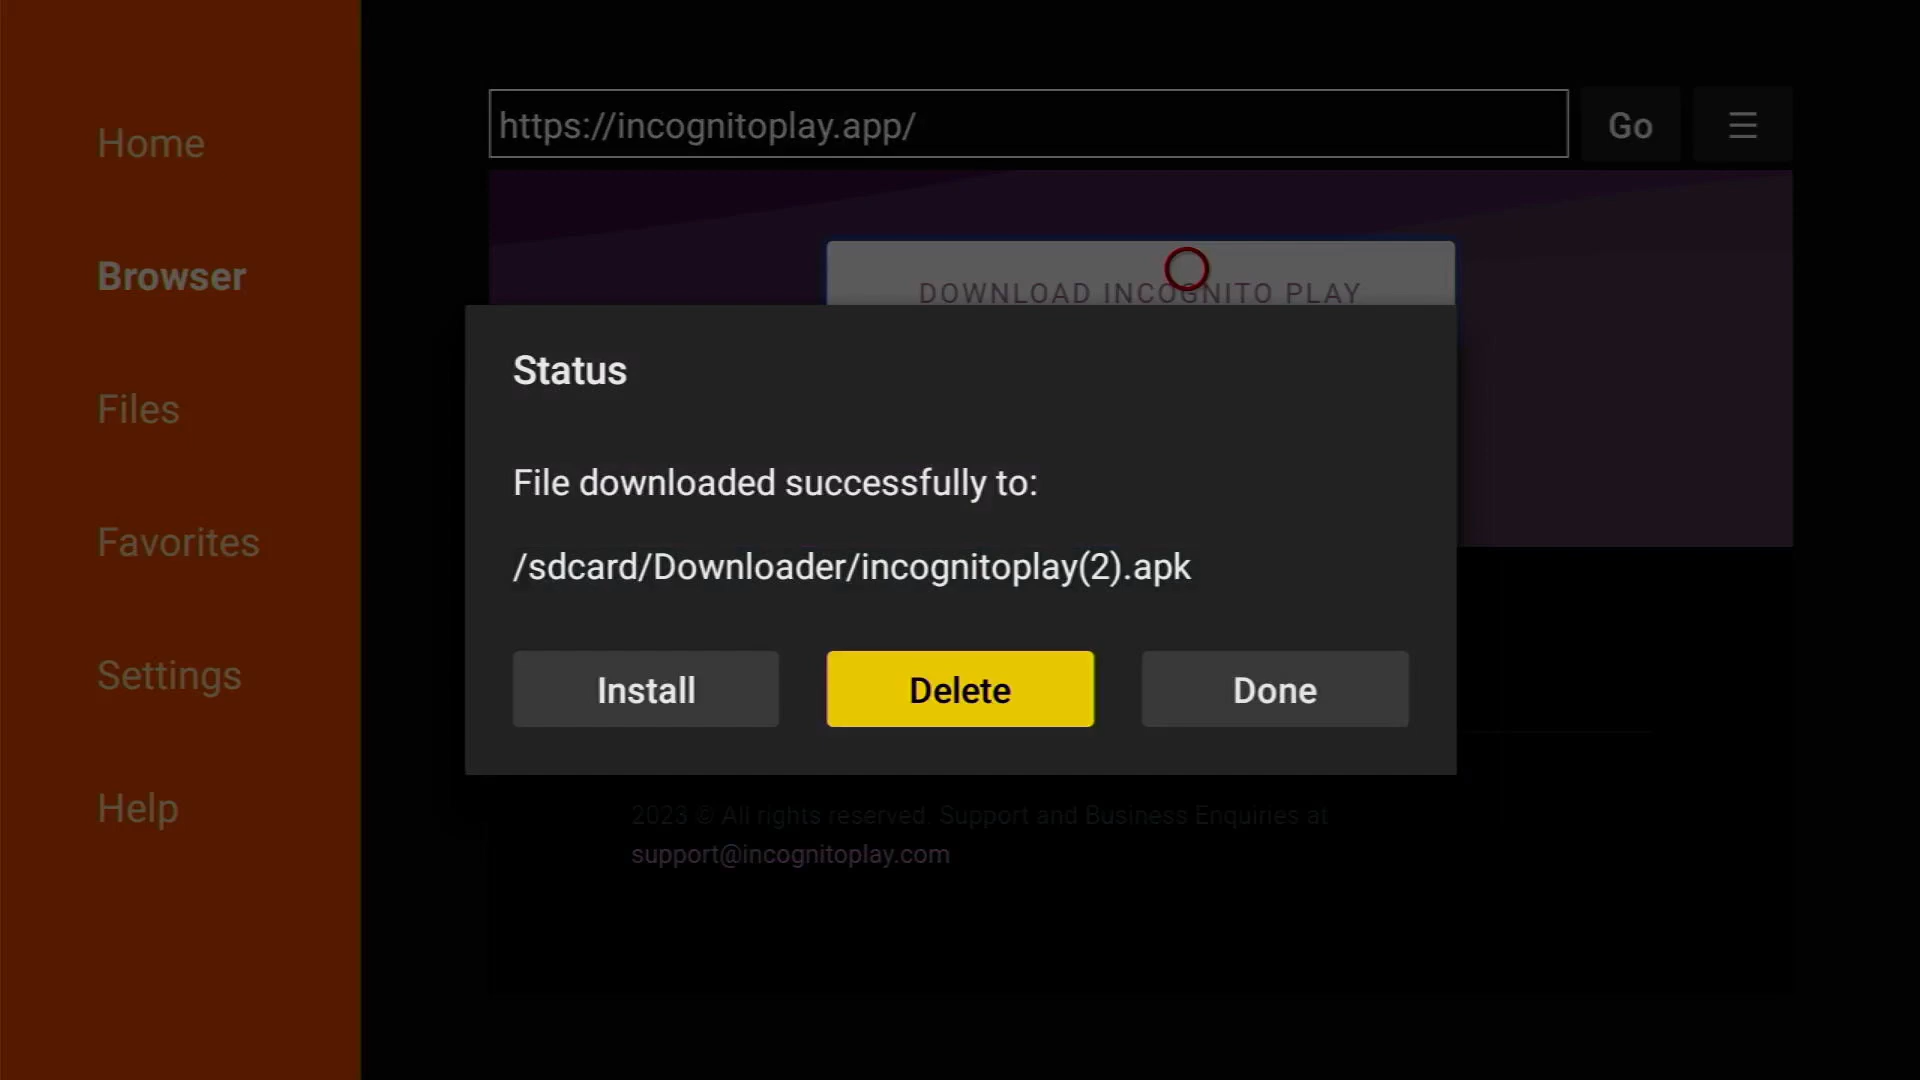 Home
Browser
Files
Favorites
Settings
Help
https://incognitoplay.app/
Go
DOWNLOAD INCOGNITO PLAY
Status
File downloaded successfully to:
/sdcard/Downloader/incognitoplay(2).apk
Install
Delete
Done
2023 © All rights reserved. Support and Business Enquiries at
support@incognitoplay.com